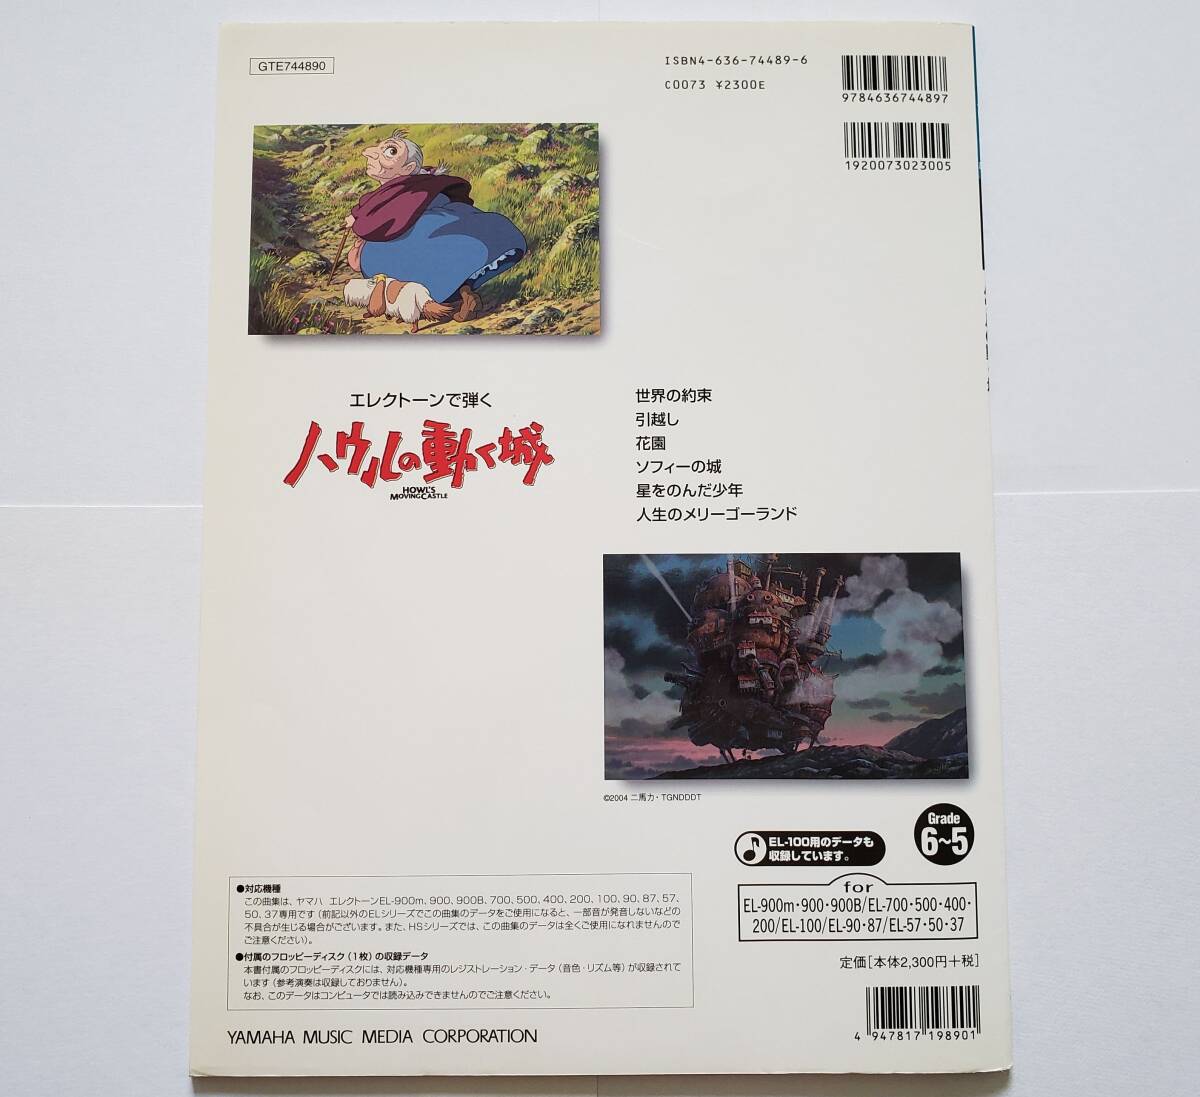 GTE744890
ISBN4-636-74489-6
C0073 ¥2300E
9784636744897
1920073023005
エレクトーンで弾く
ハウルの動く城
HOWL'S
MOVING CASTLE
世界の約束
引越し
花園
ソフィーの城
星をのんだ少年
人生のメリーゴーランド
©2004 二馬力・TGNDDDT
EL-100用のデータも
収録しています。
Grade
6~5
for
EL-900m・900・900B/EL-700・500・400・
200/EL-100/EL-90・87/EL-57・50・37
定価[本体2,300円+税]
●対応機種
この曲集は、ヤマハ エレクトーンEL-900m、900、900B、700、500、400、200、100、90、87、57、
50、37専用です(前記以外のELシリーズでこの曲集のデータをご使用になると、一部音が発音しないなどの
不具合が生じる場合がございます。また、HSシリーズでは、この曲集のデータは全くご使用になれませんので
ご注意ください)。
●付属のフロッピーディスク(1枚)の収録データ
本書付属のフロッピーディスクには、対応機種専用のレジストレーション・データ(音色・リズム等)が収録されて
います(参考演奏は収録しておりません)。
なお、このデータはコンピュータでは読み込みできませんのでご注意ください。
YAMAHA MUSIC MEDIA CORPORATION
4 947817 198901